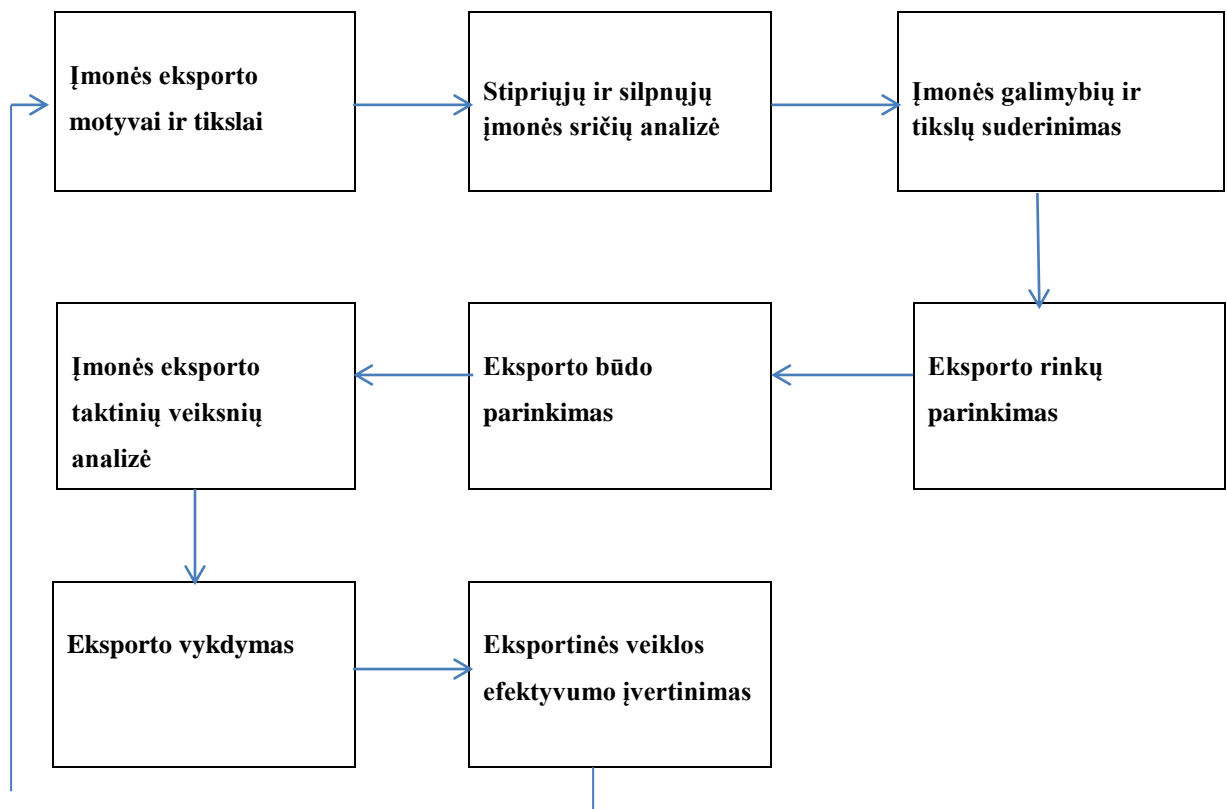 Įmonės eksporto
motyvai ir tikslai
Stipriųjų ir silpnųjų
įmonės sričių analizė
Įmonės galimybių ir
tikslų suderinimas
Eksporto rinkų
parinkimas
Eksporto būdo
parinkimas
Įmonės eksporto
taktinių veiksnių
analizė
Eksporto vykdymas
Eksportinės veiklos
efektyvumo įvertinimas